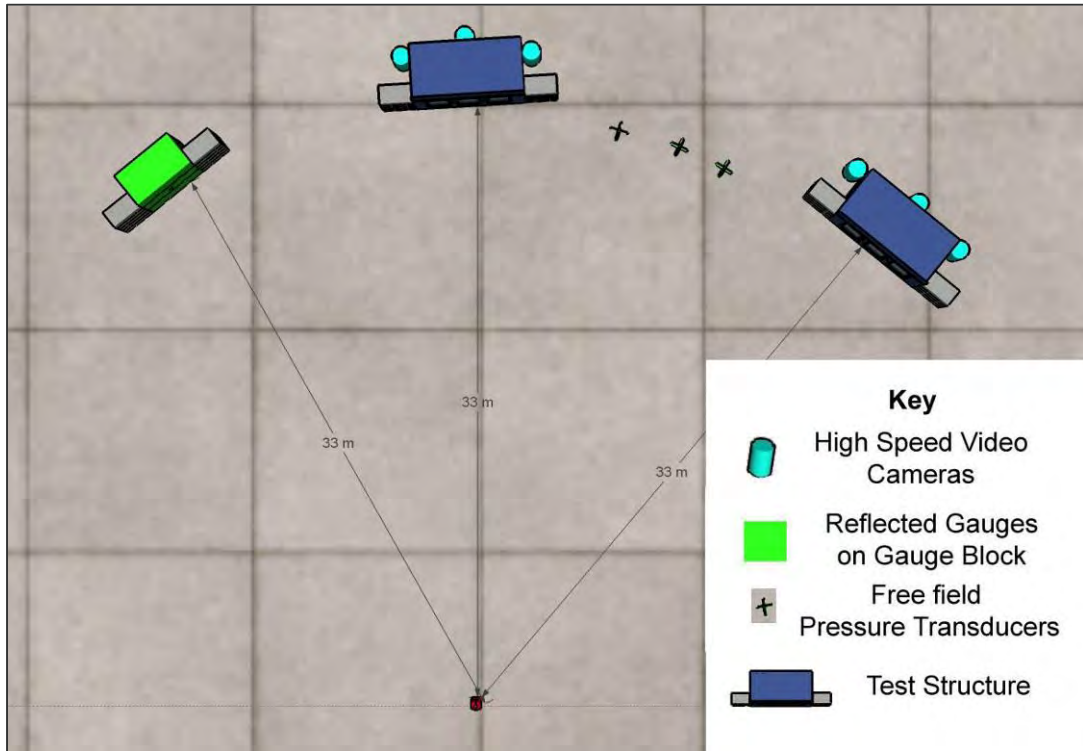 33 m
33 m
33 m
Key
High Speed Video
Cameras
Reflected Gauges
on Gauge Block
Free field
Pressure Transducers
Test Structure